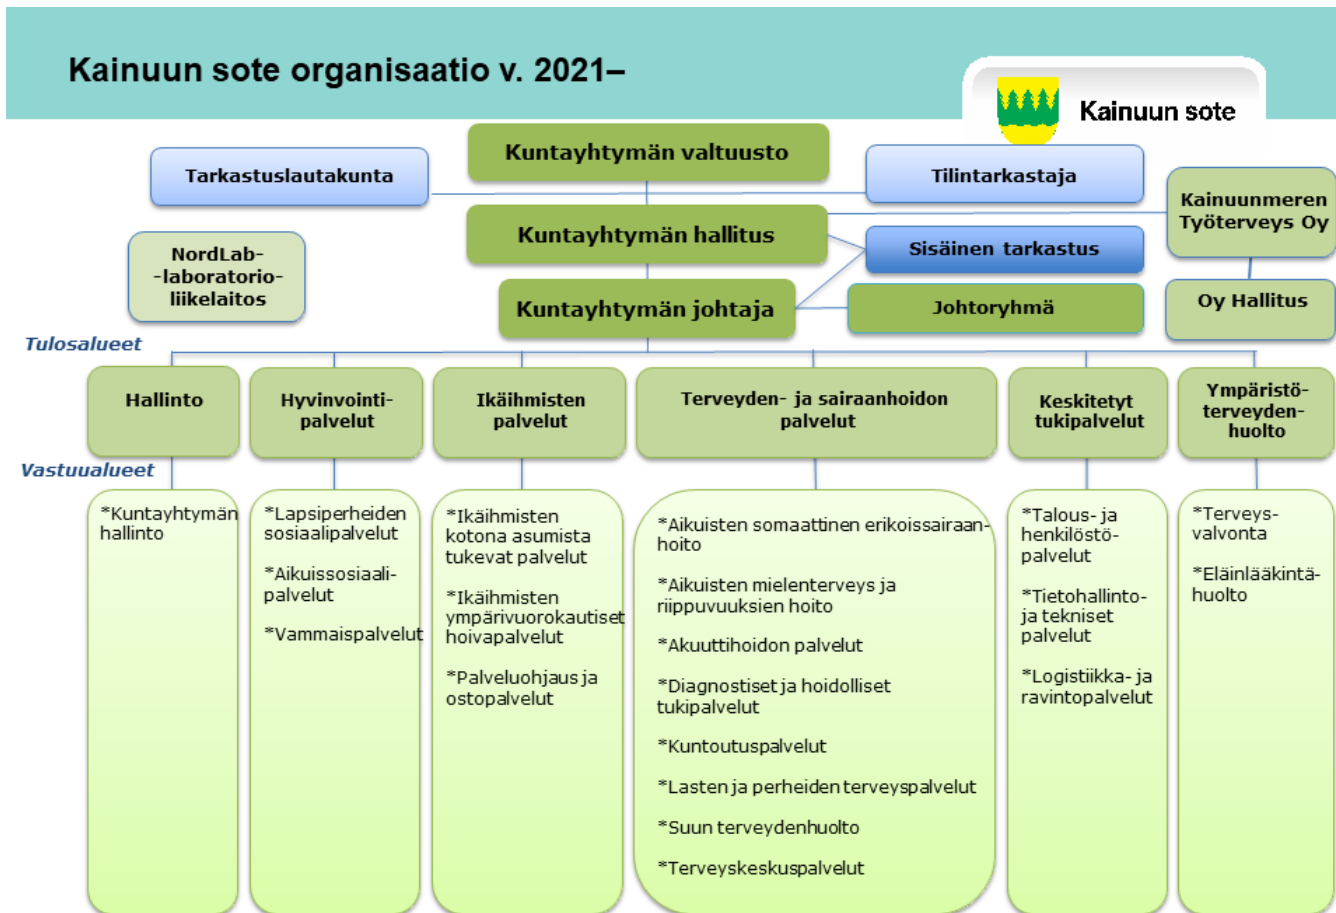 Kainuun sote organisaatio v. 2021–
Kainuun sote
Kuntayhtymän valtuusto
Tarkastuslautakunta
Tilintarkastaja
Kainuunmeren
Työterveys Oy
Kuntayhtymän hallitus
Sisäinen tarkastus
NordLab-
-laboratorio-
liikelaitos
Kuntayhtymän johtaja
Johtoryhmä
Oy Hallitus
Tulosalueet
Hallinto
Hyvinvointi-
palvelut
Ikäihmisten
palvelut
Terveyden- ja sairaanhoidon
palvelut
Keskitetyt
tukipalvelut
Ympäristö-
terveyden-
huolto
Vastuualueet
*Kuntayhtymän
hallinto
*Lapsiperheiden
sosiaalipalvelut
*Aikuissosiaali-
palvelut
*Vammaispalvelut
*Ikäihmisten
kotona asumista
tukevat palvelut
*Ikäihmisten
ympärivuorokautiset
hoivapalvelut
*Palveluohjaus ja
ostopalvelut
*Aikuisten somaattinen erikoissairaan-
hoito
*Aikuisten mielenterveys ja
riippuvuuksien hoito
*Akuuttihoidon palvelut
*Diagnostiset ja hoidolliset
tukipalvelut
*Kuntoutuspalvelut
*Lasten ja perheiden terveyspalvelut
*Suun terveydenhuolto
*Terveyskeskuspalvelut
*Talous- ja
henkilöstö-
palvelut
*Tietohallinto-
ja tekniset
palvelut
*Logistiikka- ja
ravintopalvelut
*Terveys-
valvonta
*Eläinlääkintä-
huolto